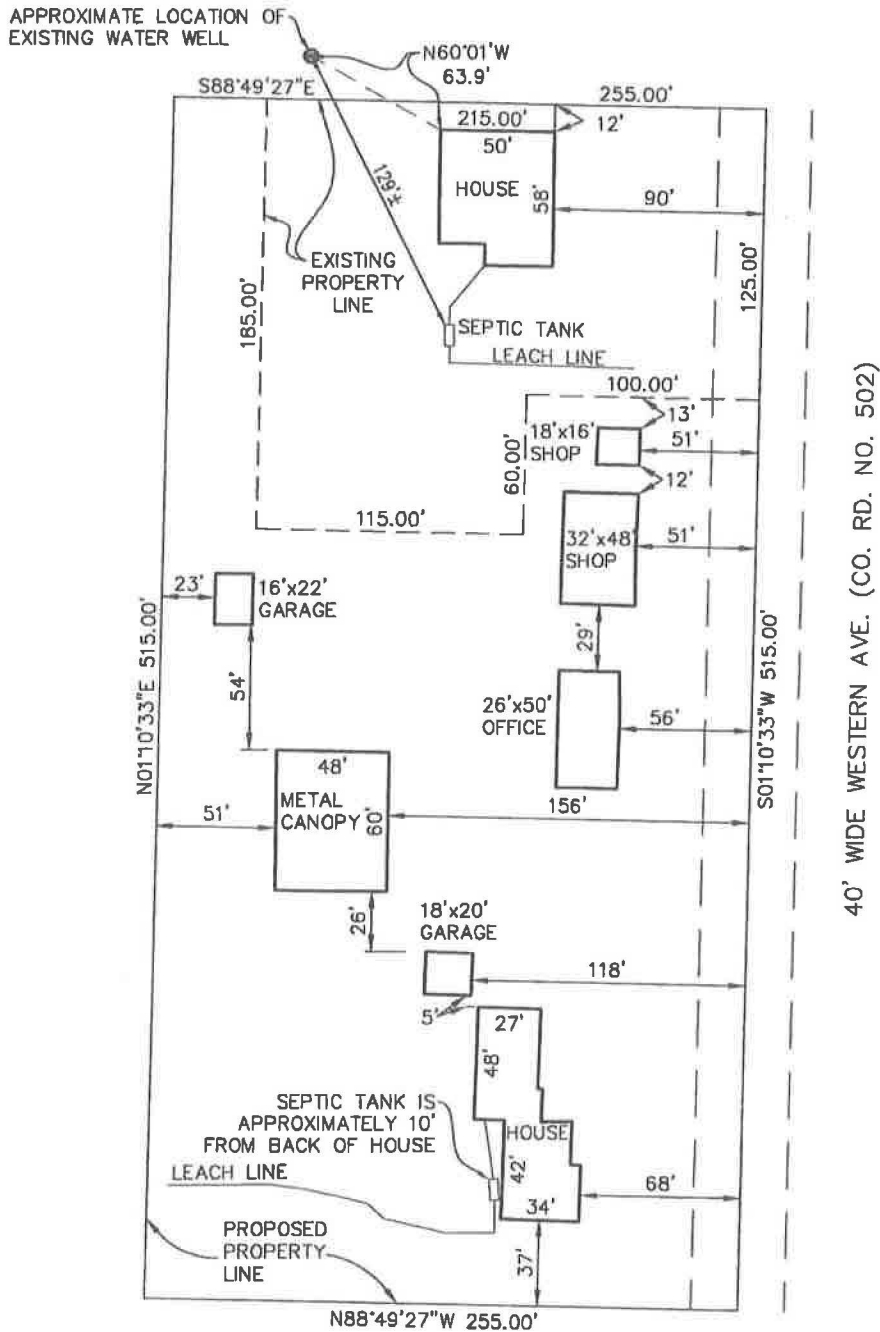 APPROXIMATE LOCATION OF
EXISTING WATER WELL
N60°01'W
63.9'
S88°49'27"E
255.00'
215.00'
12'
50'
HOUSE
58'
90'
129'±
EXISTING
PROPERTY
LINE
185.00'
125.00'
SEPTIC TANK
LEACH LINE
100.00'
13'
18'x16'
SHOP
51'
60.00'
12'
115.00'
32'x48'
SHOP
51'
23'
16'x22'
GARAGE
29'
N01°10'33"E 515.00'
S01°10'33"W 515.00'
40' WIDE WESTERN AVE. (CO. RD. NO. 502)
54'
26'x50'
OFFICE
56'
48'
METAL
CANOPY
60'
51'
156'
26'
18'x20'
GARAGE
118'
5'
27'
48'
SEPTIC TANK IS
APPROXIMATELY 10'
FROM BACK OF HOUSE
HOUSE
LEACH LINE
42'
34'
68'
PROPOSED
PROPERTY
LINE
37'
N88°49'27"W 255.00'